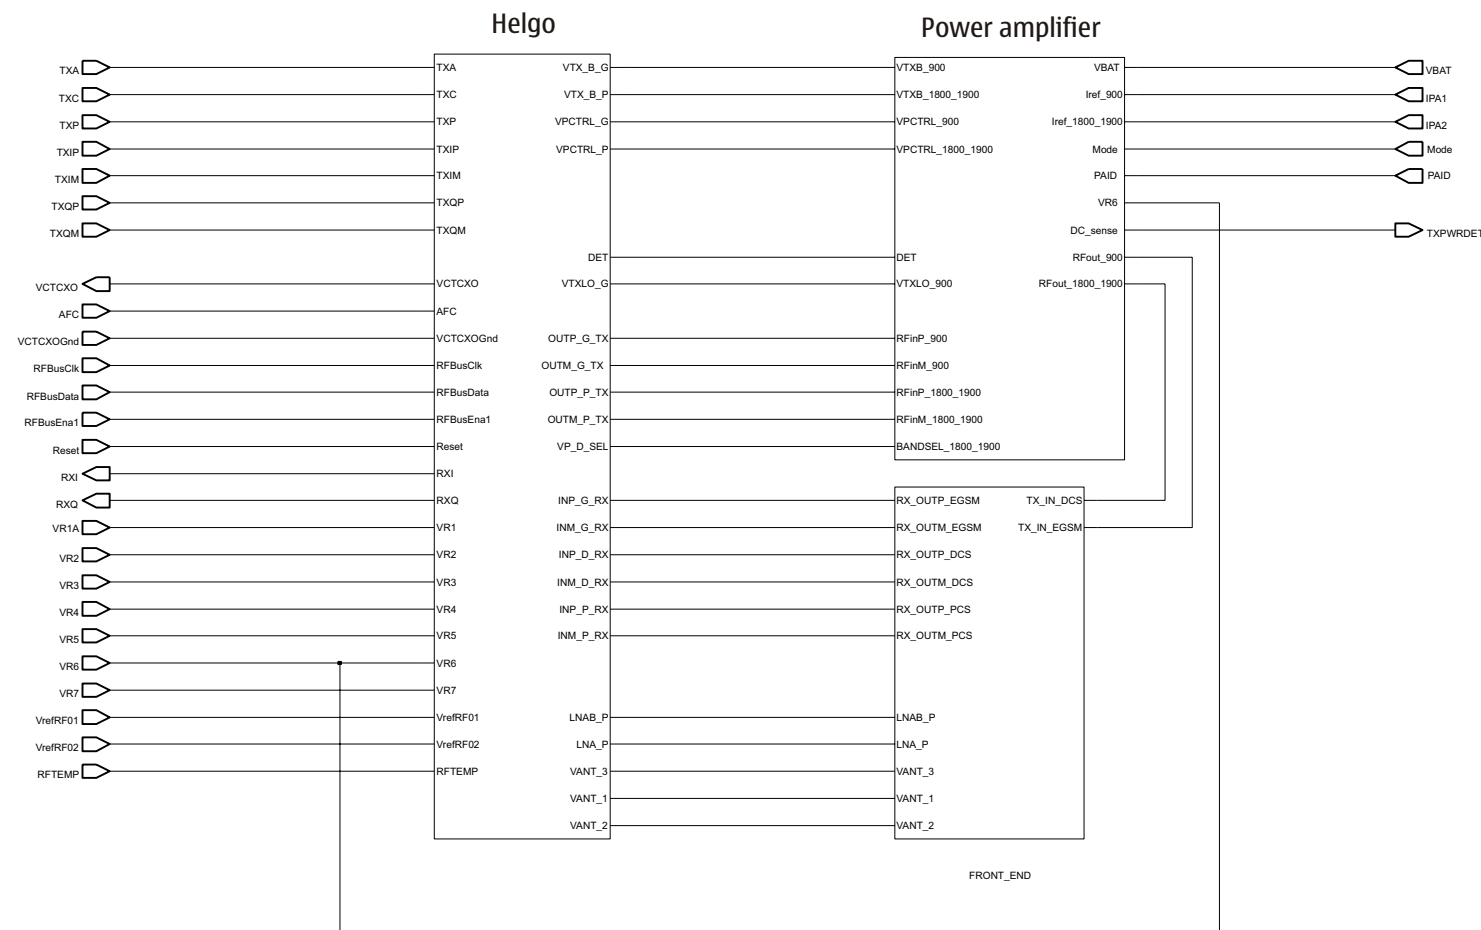 Helgo
Power amplifier
TXA TXA VTX_B_G VTXB_900 VBAT VBAT
TXC TXC VTX_B_P VTXB_1800_1900 Iref_900 IPA1
TXP TXP VPCTRL_G VPCTRL_900 Iref_1800_1900 IPA2
TXIP TXIP VPCTRL_P VPCTRL_1800_1900 Mode Mode
TXIM TXIM PAID PAID
TXQP TXQP VR6
TXQM TXQM DC_sense TXPWRDET
DET DET RFout_900
VCTCXO VCTCXO VTXLO_G VTXLO_900 RFout_1800_1900
AFC AFC
VCTCXOGnd VCTCXOGnd OUTP_G_TX RFinP_900
RFBusClk RFBusClk OUTM_G_TX RFinM_900
RFBusData RFBusData OUTP_P_TX RFinP_1800_1900
RFBusEna1 RFBusEna1 OUTM_P_TX RFinM_1800_1900
Reset Reset VP_D_SEL BANDSEL_1800_1900
RXI RXI
RXQ RXQ INP_G_RX RX_OUTP_EGSM TX_IN_DCS
VR1A VR1 INM_G_RX RX_OUTM_EGSM TX_IN_EGSM
VR2 VR2 INP_D_RX RX_OUTP_DCS
VR3 VR3 INM_D_RX RX_OUTM_DCS
VR4 VR4 INP_P_RX RX_OUTP_PCS
VR5 VR5 INM_P_RX RX_OUTM_PCS
VR6 VR6
VR7 VR7
VrefRF01 VrefRF01 LNAB_P LNAB_P
VrefRF02 VrefRF02 LNA_P LNA_P
RFTEMP RFTEMP VANT_3 VANT_3
VANT_1 VANT_1
VANT_2 VANT_2
FRONT_END